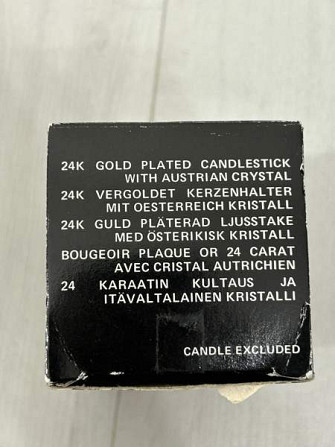 24K GOLD PLATED CANDLESTICK
WITH AUSTRIAN CRYSTAL
24K VERGOLDET KERZENHALTER
MIT OESTERREICH KRISTALL
24K GULD PLÄTERAD LJUSSTAKE
MED ÖSTERIKISK KRISTALL
BOUGEOIR PLAQUE OR 24 CARAT
AVEC CRISTAL AUTRICHIEN
24 KARAATIN KULTAUS JA
ITÄVALTALAINEN KRISTALLI
CANDLE EXCLUDED